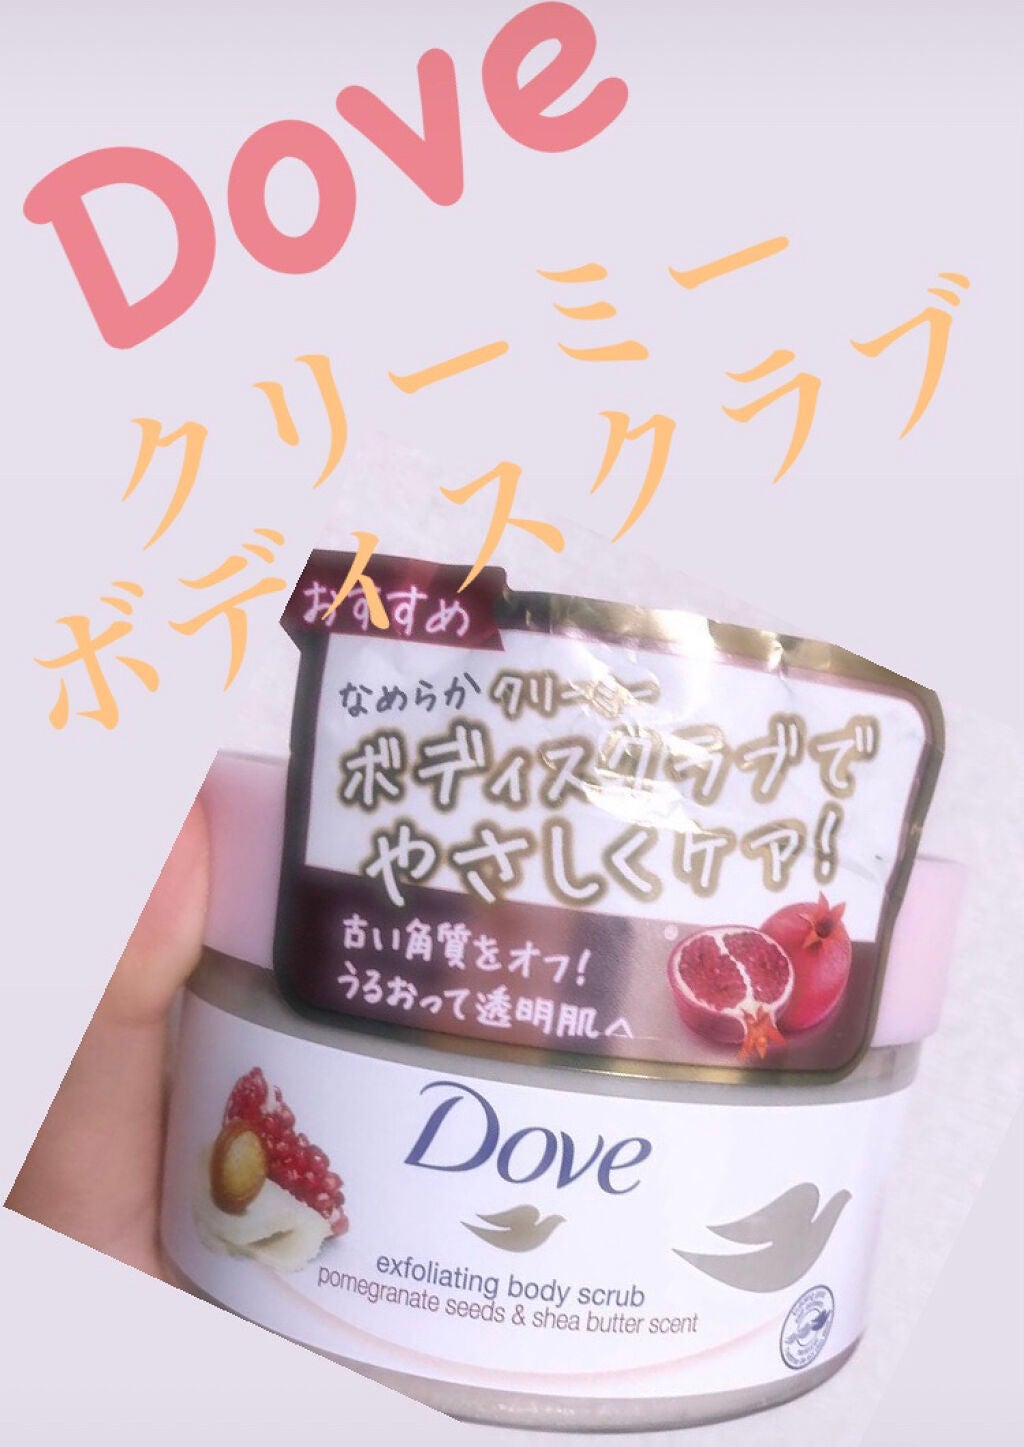 Dove
クリーミー
ボディスクラブ
おすすめ
なめらか クリーミー
ボディスクラブで
やさしくケア!
古い角質をオフ!
うるおって透明肌へ
Dove
exfoliating body scrub
pomegranate seeds & shea butter scent